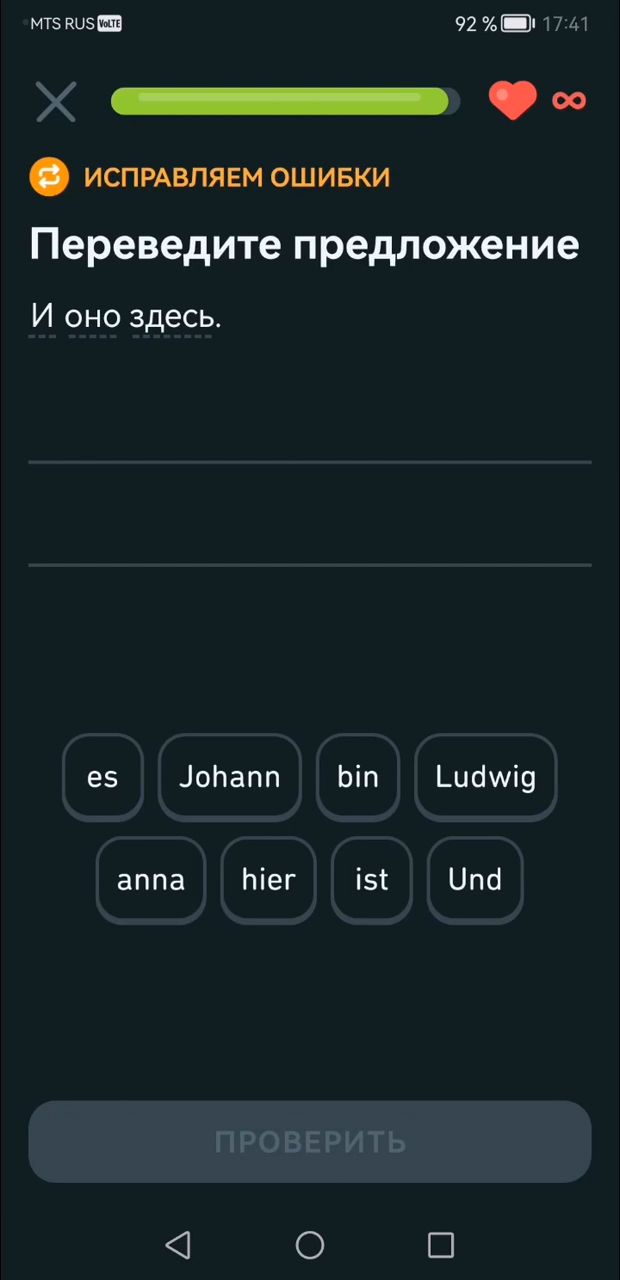 MTS RUS VoLTE 92 % 17:41
ИСПРАВЛЯЕМ ОШИБКИ
Переведите предложение
И оно здесь.
es Johann bin Ludwig
anna hier ist Und
ПРОВЕРИТЬ